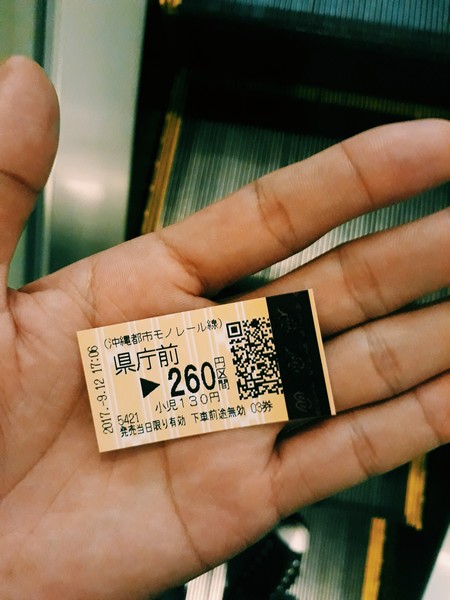 (沖縄都市モノレール線)
県庁前
▶260円区間
小児130円
5421
発売当日限り有効 下車前途無効 03券
2017.-9.12 17:06